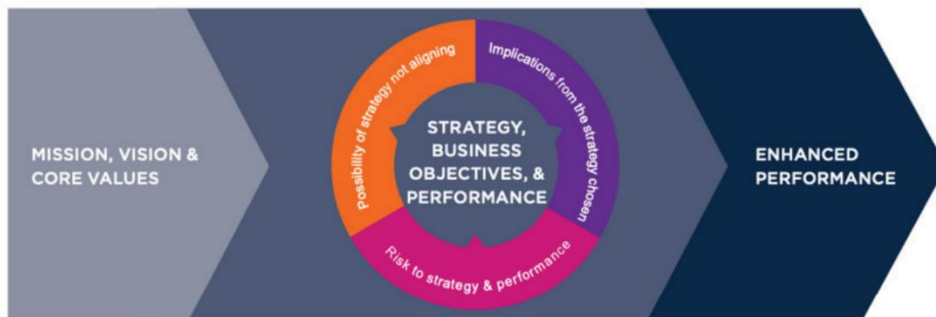 MISSION, VISION &
CORE VALUES
Possibility of strategy not aligning
Implications from the strategy chosen
Risk to strategy & performance
STRATEGY,
BUSINESS
OBJECTIVES, &
PERFORMANCE
ENHANCED
PERFORMANCE